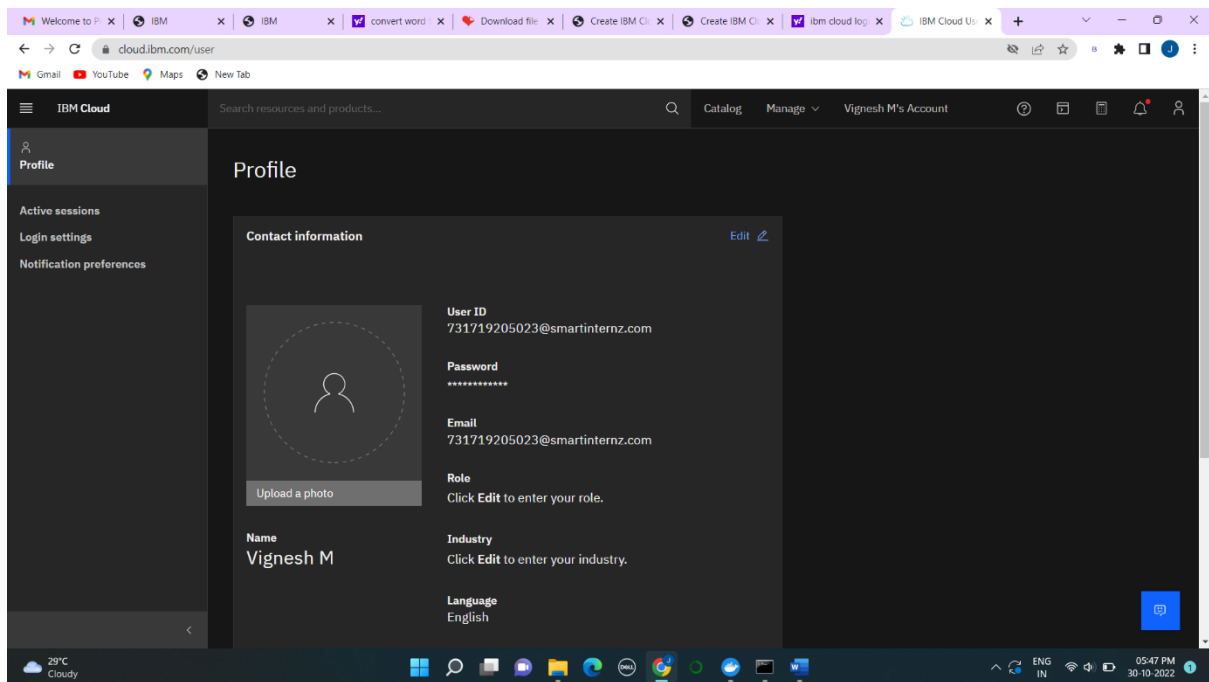 Welcome to P
IBM
IBM
convert word
Download file
Create IBM Cl
Create IBM Cl
ibm cloud log
IBM Cloud Us
cloud.ibm.com/user
Gmail
YouTube
Maps
New Tab
IBM Cloud
Search resources and products...
Catalog
Manage
Vignesh M's Account
Profile
Active sessions
Login settings
Notification preferences
Profile
Contact information
Edit
Upload a photo
Name
Vignesh M
User ID
731719205023@smartinternz.com
Password
************
Email
731719205023@smartinternz.com
Role
Click Edit to enter your role.
Industry
Click Edit to enter your industry.
Language
English
29°C
Cloudy
DELL
ENG
IN
05:47 PM
30-10-2022
1